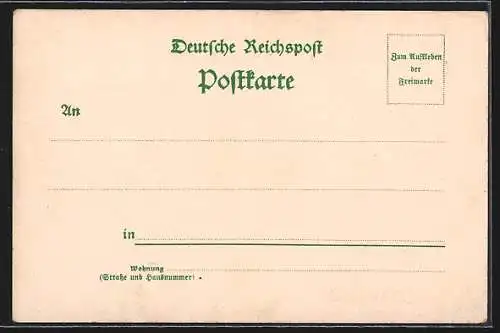 Deutsche Reichspost
Postkarte
Zum Aufkleben
der
Freimarke
An
in
Wohnung
(Straße und Hausnummer)